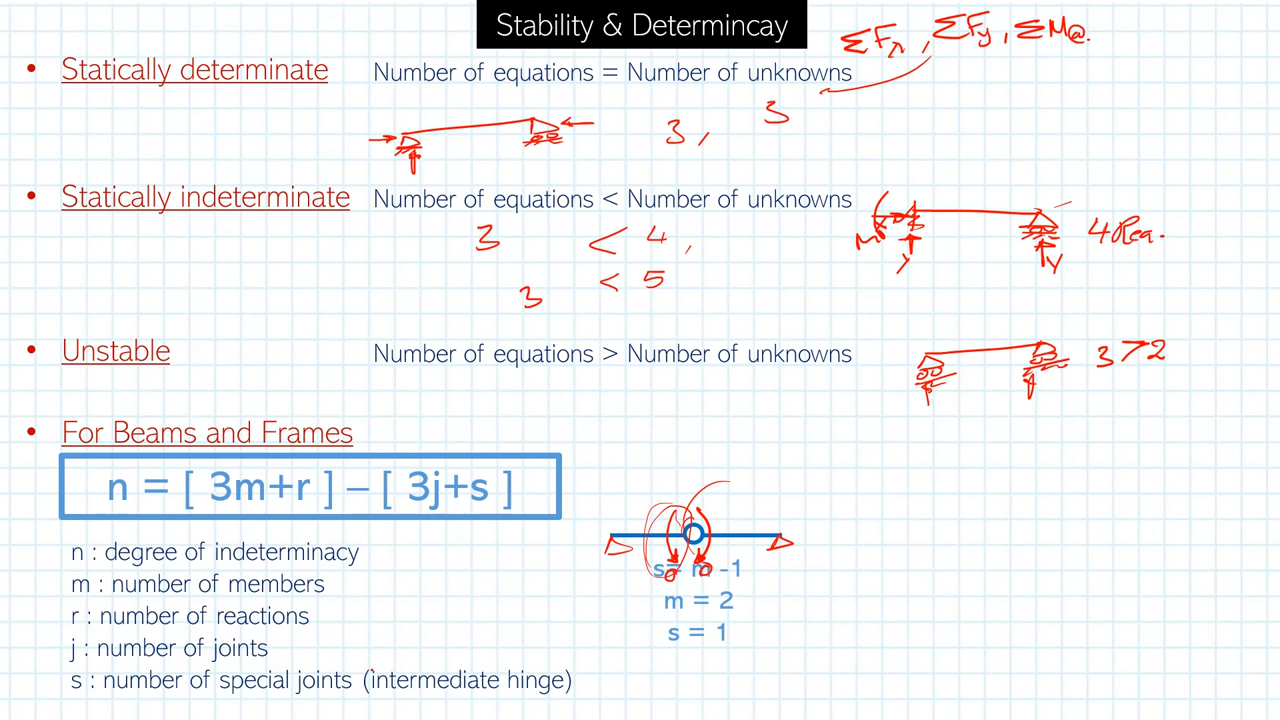 Stability & Determincay
ΣFx, ΣFy, ΣM@.
• Statically determinate Number of equations = Number of unknowns
3, 3
• Statically indeterminate Number of equations < Number of unknowns
3 < 4,
M y y 4 Rea.
3 < 5
• Unstable Number of equations > Number of unknowns
3 > 2
• For Beams and Frames
n = [ 3m+r ] – [ 3j+s ]
n : degree of indeterminacy
m : number of members
r : number of reactions
j : number of joints
s : number of special joints (intermediate hinge)
s= m -1
m = 2
s = 1